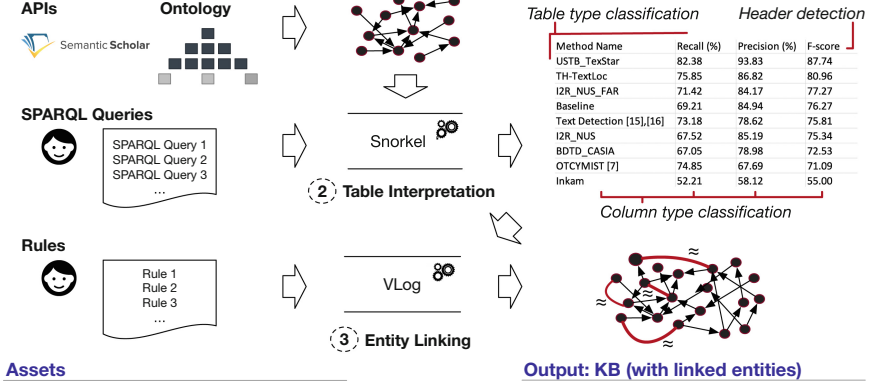 APIs
Ontology
Semantic Scholar
Table type classification
Header detection
Method Name Recall (%) Precision (%) F-score
USTB_TexStar 82.38 93.83 87.74
TH-TextLoc 75.85 86.82 80.96
I2R_NUS_FAR 71.42 84.17 77.27
Baseline 69.21 84.94 76.27
Text Detection [15],[16] 73.18 78.62 75.81
I2R_NUS 67.52 85.19 75.34
BDTD_CASIA 67.05 78.98 72.53
OTCYMIST [7] 74.85 67.69 71.09
Inkam 52.21 58.12 55.00
Column type classification
SPARQL Queries
SPARQL Query 1
SPARQL Query 2
SPARQL Query 3
...
Snorkel
2 Table Interpretation
Rules
Rule 1
Rule 2
Rule 3
...
VLog
3 Entity Linking
≈
≈
≈
≈
Assets
Output: KB (with linked entities)